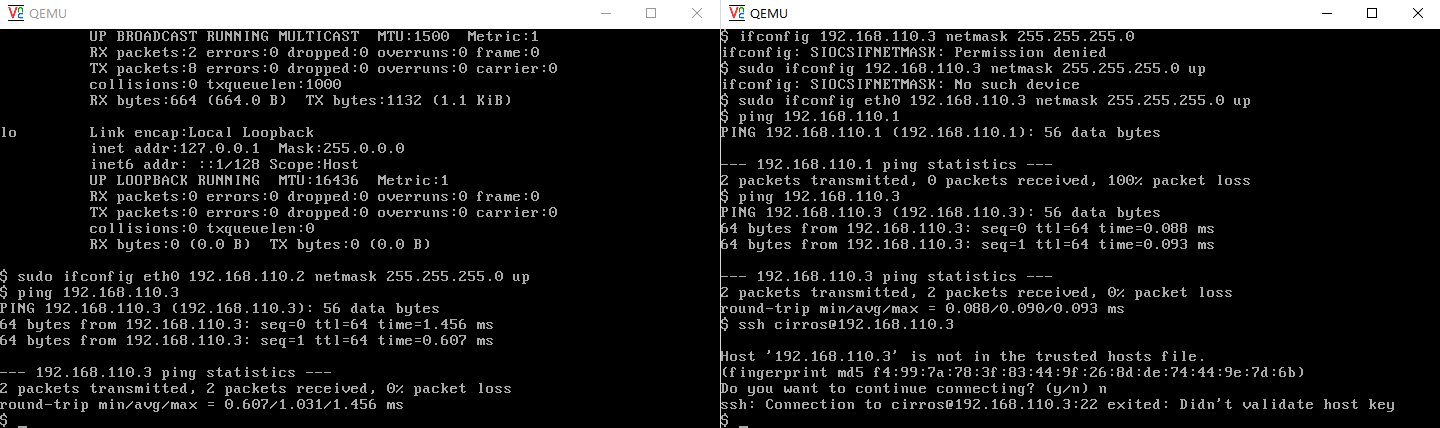 QEMU
UP BROADCAST RUNNING MULTICAST  MTU:1500  Metric:1
RX packets:2 errors:0 dropped:0 overruns:0 frame:0
TX packets:8 errors:0 dropped:0 overruns:0 carrier:0
collisions:0 txqueuelen:1000
RX bytes:664 (664.0 B)  TX bytes:1132 (1.1 KiB)
lo        Link encap:Local Loopback
inet addr:127.0.0.1  Mask:255.0.0.0
inet6 addr: ::1/128 Scope:Host
UP LOOPBACK RUNNING  MTU:16436  Metric:1
RX packets:0 errors:0 dropped:0 overruns:0 frame:0
TX packets:0 errors:0 dropped:0 overruns:0 carrier:0
collisions:0 txqueuelen:0
RX bytes:0 (0.0 B)  TX bytes:0 (0.0 B)
$ sudo ifconfig eth0 192.168.110.2 netmask 255.255.255.0 up
$ ping 192.168.110.3
PING 192.168.110.3 (192.168.110.3): 56 data bytes
64 bytes from 192.168.110.3: seq=0 ttl=64 time=1.456 ms
64 bytes from 192.168.110.3: seq=1 ttl=64 time=0.607 ms
--- 192.168.110.3 ping statistics ---
2 packets transmitted, 2 packets received, 0% packet loss
round-trip min/avg/max = 0.607/1.031/1.456 ms
$ _
QEMU
$ ifconfig 192.168.110.3 netmask 255.255.255.0
ifconfig: SIOCSIFNETMASK: Permission denied
$ sudo ifconfig 192.168.110.3 netmask 255.255.255.0 up
ifconfig: SIOCSIFNETMASK: No such device
$ sudo ifconfig eth0 192.168.110.3 netmask 255.255.255.0 up
$ ping 192.168.110.1
PING 192.168.110.1 (192.168.110.1): 56 data bytes
--- 192.168.110.1 ping statistics ---
2 packets transmitted, 0 packets received, 100% packet loss
$ ping 192.168.110.3
PING 192.168.110.3 (192.168.110.3): 56 data bytes
64 bytes from 192.168.110.3: seq=0 ttl=64 time=0.088 ms
64 bytes from 192.168.110.3: seq=1 ttl=64 time=0.093 ms
--- 192.168.110.3 ping statistics ---
2 packets transmitted, 2 packets received, 0% packet loss
round-trip min/avg/max = 0.088/0.090/0.093 ms
$ ssh cirros@192.168.110.3
Host '192.168.110.3' is not in the trusted hosts file.
(fingerprint md5 f4:99:7a:78:3f:83:44:9f:26:8d:de:74:44:9e:7d:6b)
Do you want to continue connecting? (y/n) n
ssh: Connection to cirros@192.168.110.3:22 exited: Didn't validate host key
$ _